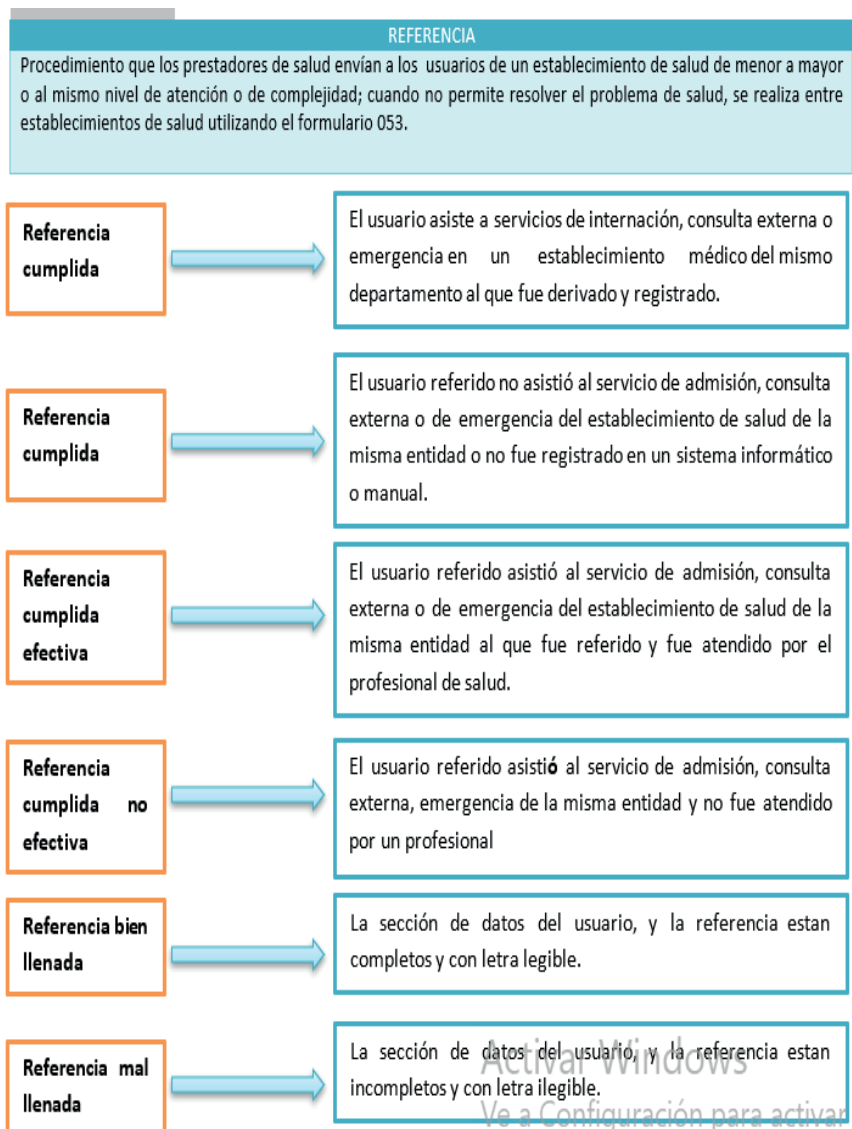 REFERENCIA
Procedimiento que los prestadores de salud envían a los usuarios de un establecimiento de salud de menor a mayor
o al mismo nivel de atención o de complejidad; cuando no permite resolver el problema de salud, se realiza entre
establecimientos de salud utilizando el formulario 053.
Referencia
cumplida
El usuario asiste a servicios de internación, consulta externa o
emergencia en un establecimiento médico del mismo
departamento al que fue derivado y registrado.
Referencia
cumplida
El usuario referido no asistió al servicio de admisión, consulta
externa o de emergencia del establecimiento de salud de la
misma entidad o no fue registrado en un sistema informático
o manual.
Referencia
cumplida
efectiva
El usuario referido asistió al servicio de admisión, consulta
externa o de emergencia del establecimiento de salud de la
misma entidad al que fue referido y fue atendido por el
profesional de salud.
Referencia
cumplida no
efectiva
El usuario referido asistió al servicio de admisión, consulta
externa, emergencia de la misma entidad y no fue atendido
por un profesional
Referencia bien
llenada
La sección de datos del usuario, y la referencia estan
completos y con letra legible.
Referencia mal
llenada
La sección de datos del usuario, y la referencia estan
incompletos y con letra ilegible.
Activar Windows
Ve a Configuración para activar